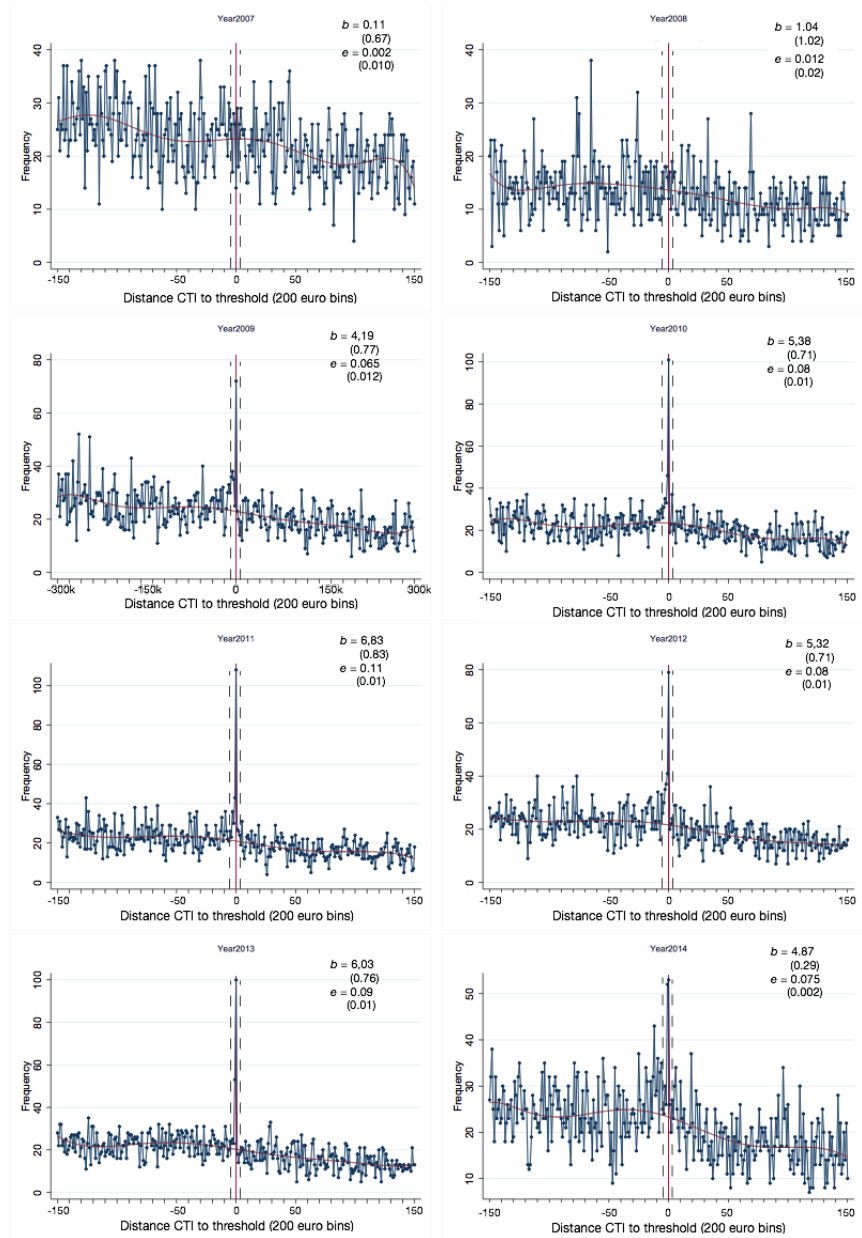 Year2007
b = 0.11
(0.67)
e = 0.002
(0.010)
Frequency
40
30
20
10
0
-150 -50 0 50 150
Distance CTI to threshold (200 euro bins)
Year2008
b = 1.04
(1.02)
e = 0.012
(0.02)
Frequency
40
30
20
10
0
-150 -50 0 50 150
Distance CTI to threshold (200 euro bins)
Year2009
b = 4,19
(0.77)
e = 0.065
(0.012)
Frequency
80
60
40
20
0
-300k -150k 0 150k 300k
Distance CTI to threshold (200 euro bins)
Year2010
b = 5,38
(0.71)
e = 0.08
(0.01)
Frequency
100
80
60
40
20
0
-150 -50 0 50 150
Distance CTI to threshold (200 euro bins)
Year2011
b = 6,83
(0.83)
e = 0.11
(0.01)
Frequency
100
80
60
40
20
0
-150 -50 0 50 150
Distance CTI to threshold (200 euro bins)
Year2012
b = 5,32
(0.71)
e = 0.08
(0.01)
Frequency
80
60
40
20
0
-150 -50 0 50 150
Distance CTI to threshold (200 euro bins)
Year2013
b = 6,03
(0.76)
e = 0.09
(0.01)
Frequency
100
80
60
40
20
0
-150 -50 0 50 150
Distance CTI to threshold (200 euro bins)
Year2014
b = 4.87
(0.29)
e = 0.075
(0.002)
Frequency
50
40
30
20
10
-150 -50 0 50 150
Distance CTI to threshold (200 euro bins)